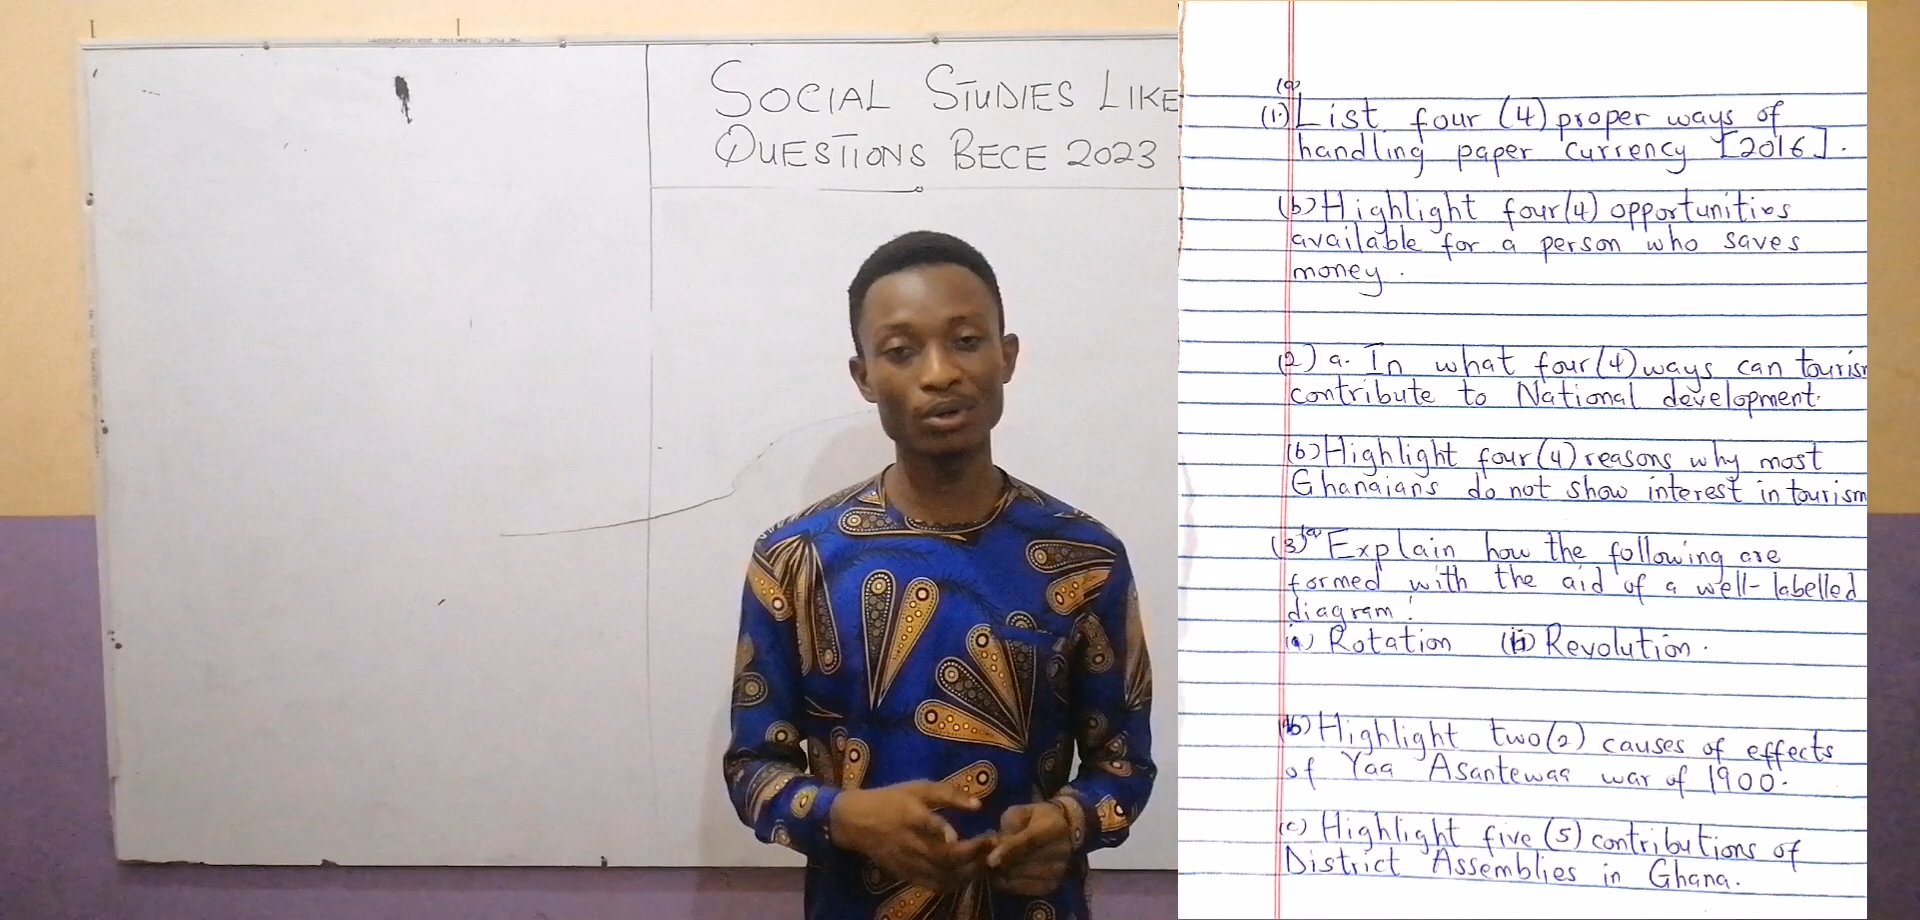 SOCIAL STUDIES LIKE
QUESTIONS BECE 2023
(a)
(1.) List four (4) proper ways of
handling paper currency [2016].
(b) Highlight four (4) opportunities
available for a person who saves
money.
(2) a. In what four (4) ways can tourism
contribute to National development.
(b) Highlight four (4) reasons why most
Ghanaians do not show interest in tourism
(3) (a) Explain how the following are
formed with the aid of a well-labelled
diagram!
(a) Rotation (b) Revolution.
(b) Highlight two (2) causes of effects
of Yaa Asantewaa war of 1900.
(c) Highlight five (5) contributions of
District Assemblies in Ghana.